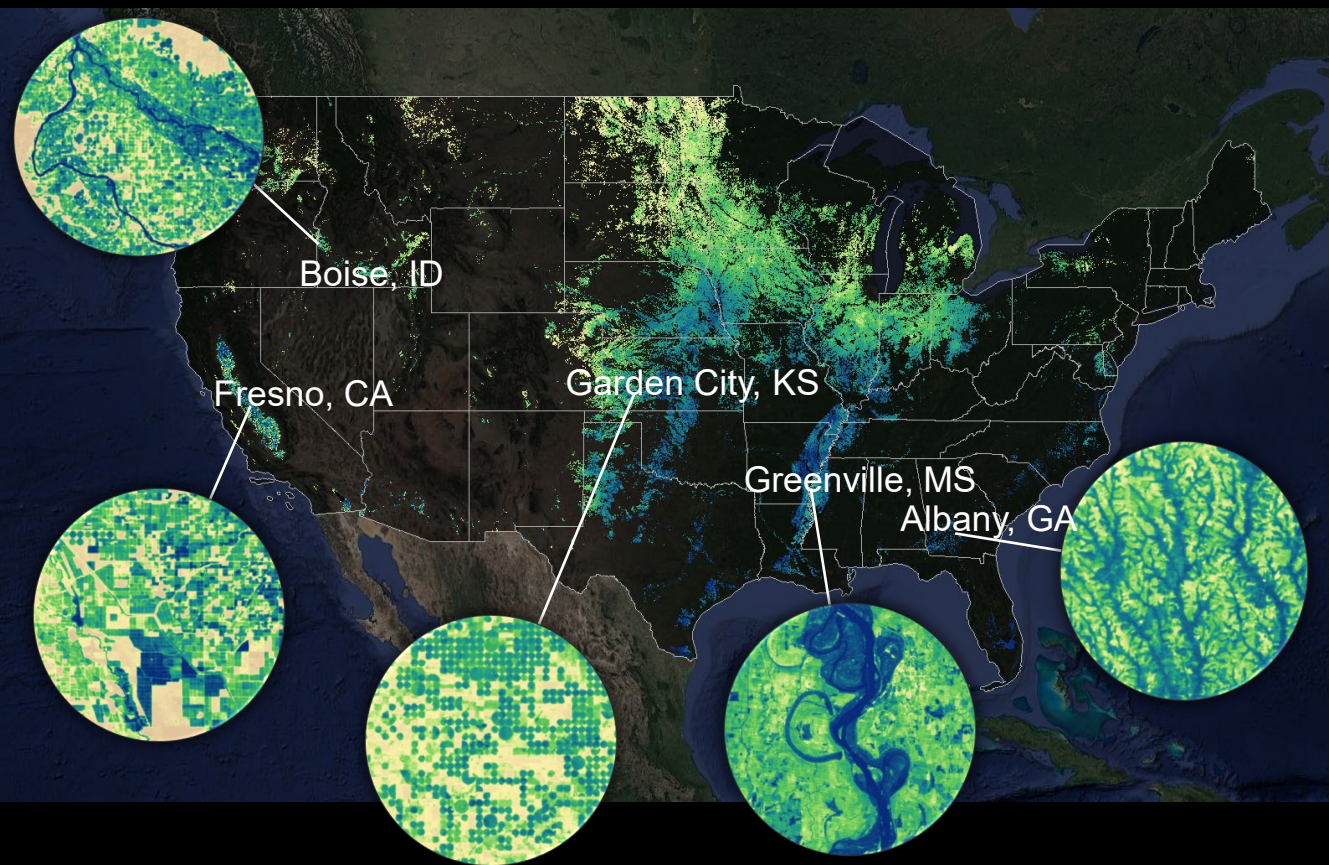 Boise, ID
Fresno, CA
Garden City, KS
Greenville, MS
Albany, GA